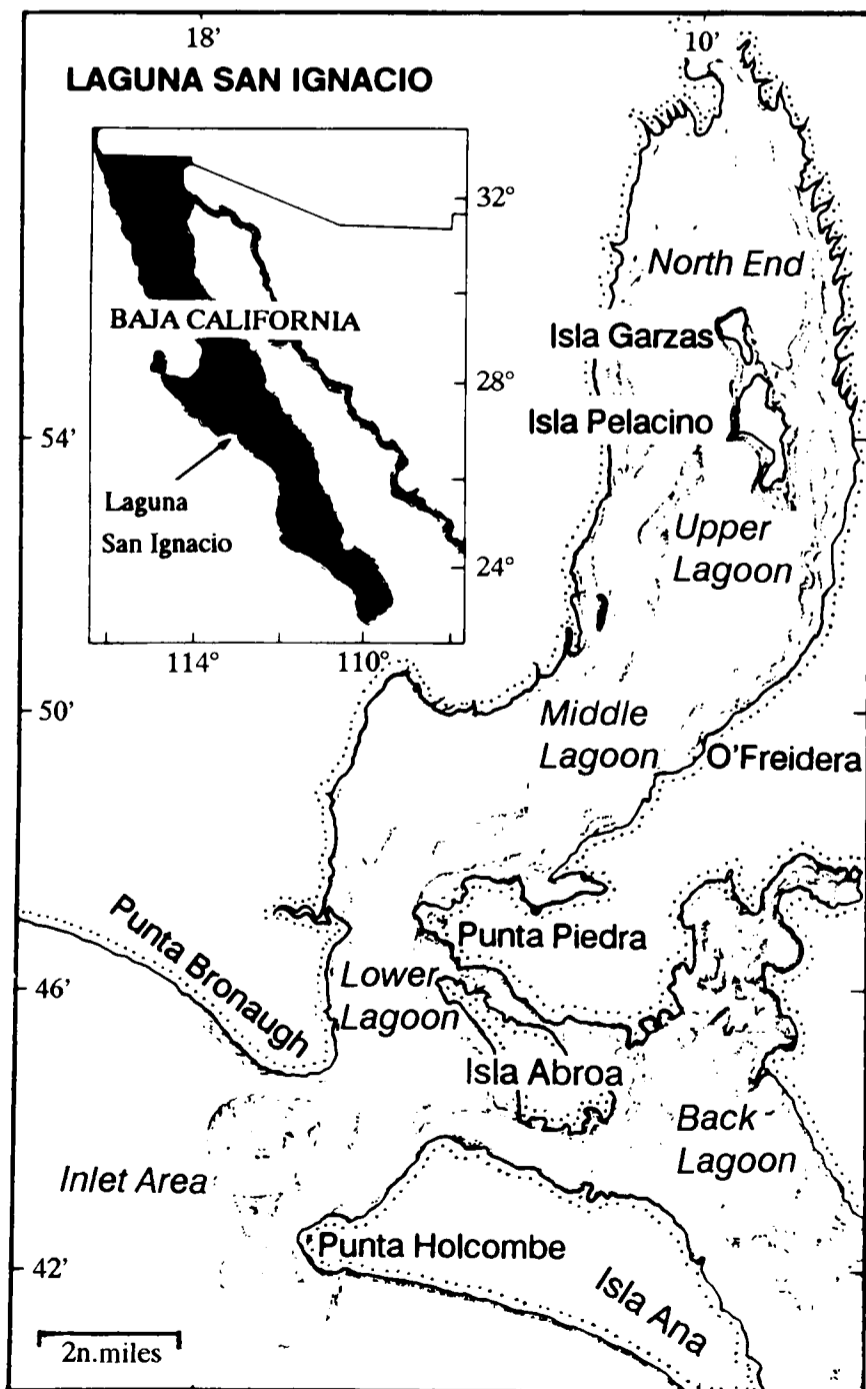 18'
10'
LAGUNA SAN IGNACIO
32°
BAJA CALIFORNIA
28°
Laguna
San Ignacio
24°
114°
110°
North End
Isla Garzas
54'
Isla Pelacino
Upper
Lagoon
50'
Middle
Lagoon
O'Freidera
Punta Bronaugh
Punta Piedra
46'
Lower
Lagoon
Isla Abroa
Back
Lagoon
Inlet Area
Punta Holcombe
42'
Isla Ana
2n.miles